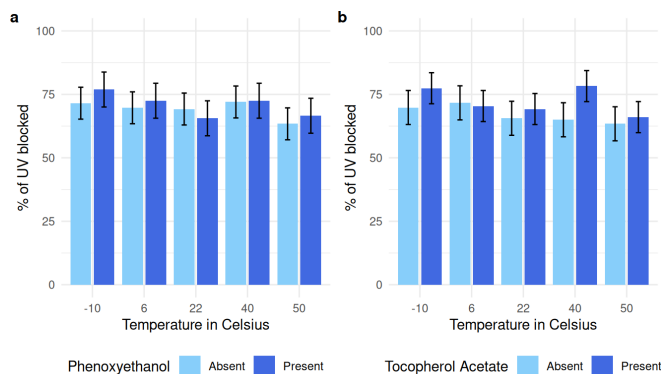 a
100
75
50
25
0
% of UV blocked
-10 6 22 40 50
Temperature in Celsius
Phenoxyethanol Absent Present
b
100
75
50
25
0
% of UV blocked
-10 6 22 40 50
Temperature in Celsius
Tocopherol Acetate Absent Present